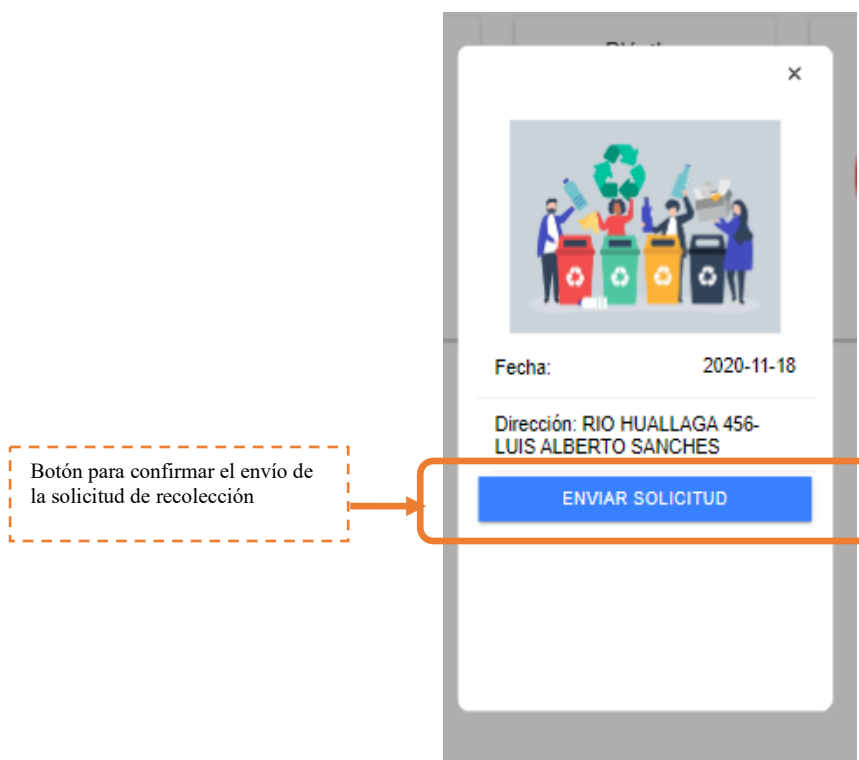 ×
Fecha: 2020-11-18
Dirección: RIO HUALLAGA 456-
LUIS ALBERTO SANCHES
Botón para confirmar el envío de
la solicitud de recolección
ENVIAR SOLICITUD